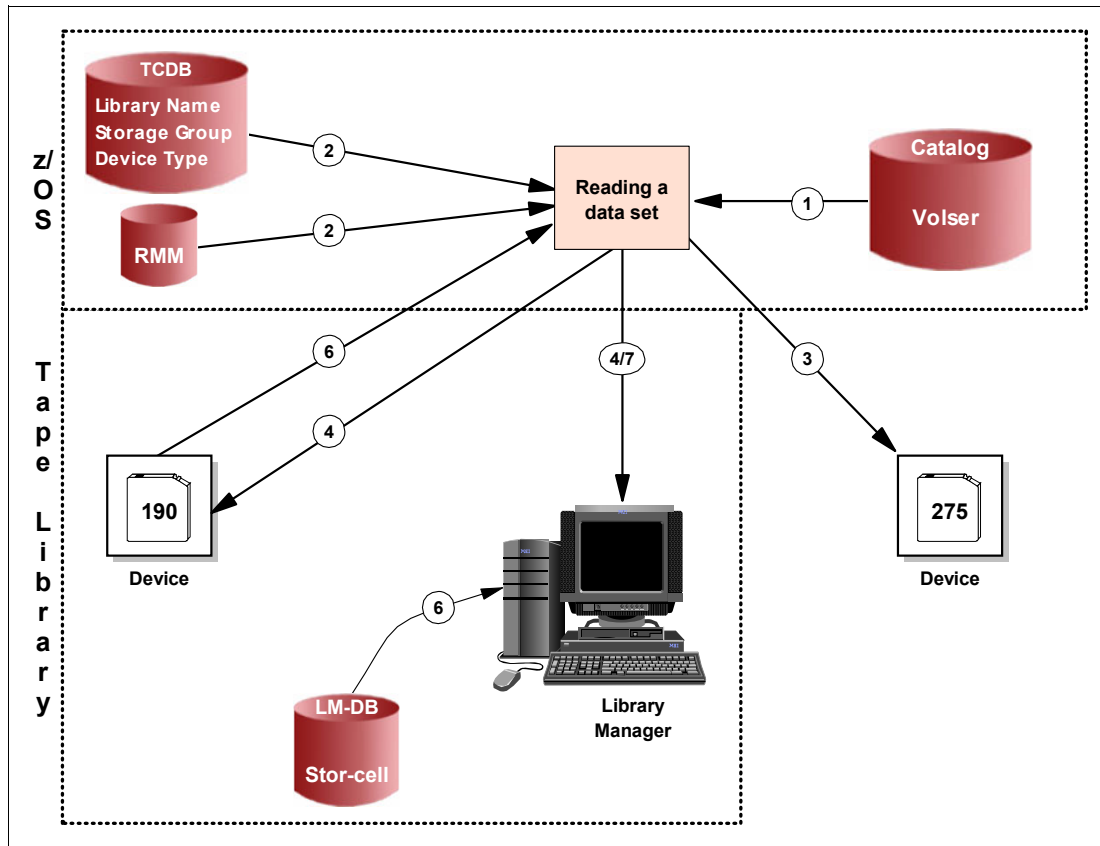 TCDB
Library Name
Storage Group
Device Type
2
Reading a
data set
1
Catalog
Volser
z/
O
S
RMM
2
6
4/7
3
4
T
a
p
e
L
i
b
r
a
r
y
190
Device
275
Device
6
Library
Manager
LM-DB
Stor-cell